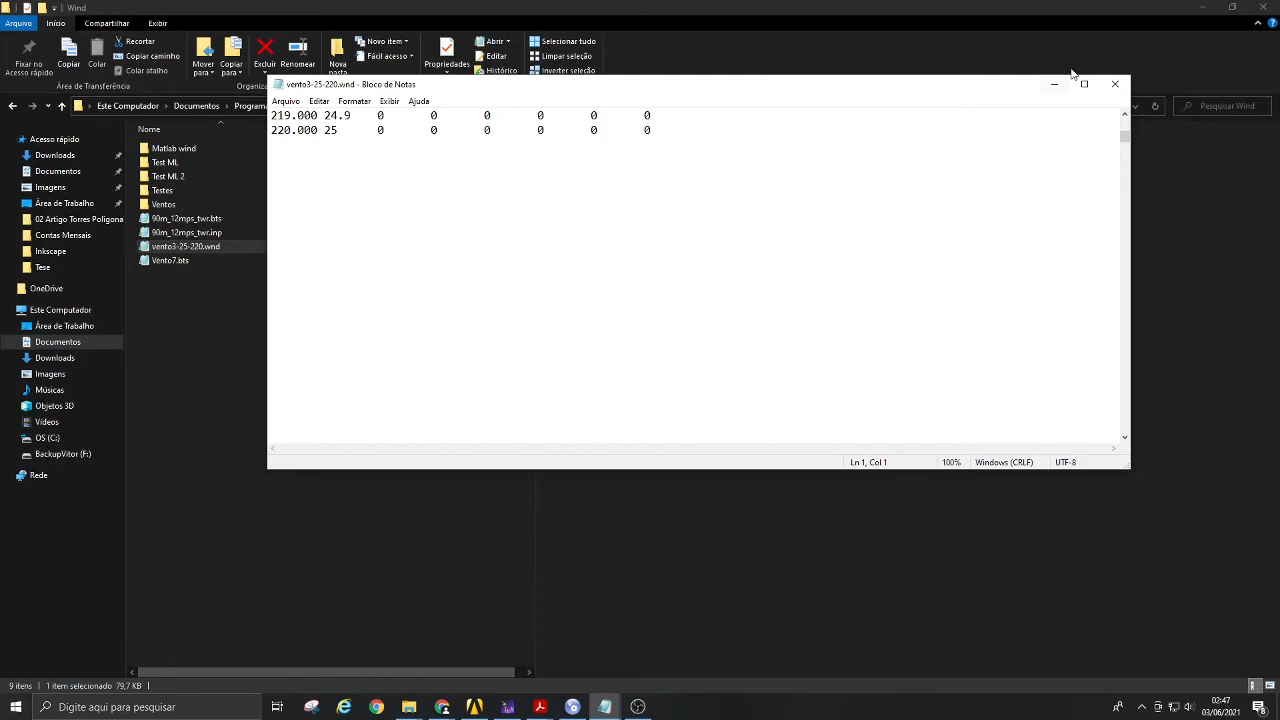 Wind
Arquivo Início Compartilhar Exibir
Fixar no Acesso rápido
Copiar
Colar
Recortar
Copiar caminho
Colar atalho
Área de Transferência
Mover para
Copiar para
Excluir
Renomear
Nova pasta
Organiza
Novo item
Fácil acesso
Propriedades
Abrir
Editar
Histórico
Selecionar tudo
Limpar seleção
Inverter seleção
Este Computador Documentos Program
Pesquisar Wind
vento3-25-220.wnd - Bloco de Notas
Arquivo Editar Formatar Exibir Ajuda
219.000 24.9 0 0 0 0 0 0
220.000 25 0 0 0 0 0 0
Ln 1, Col 1 100% Windows (CRLF) UTF-8
Acesso rápido
Downloads
Documentos
Imagens
Área de Trabalho
02 Artigo Torres Poligona
Contas Mensais
Inkscape
Tese
OneDrive
Este Computador
Área de Trabalho
Documentos
Downloads
Imagens
Músicas
Objetos 3D
Vídeos
OS (C:)
BackupVitor (F:)
Rede
Nome
Matlab wind
Test ML
Test ML 2
Testes
Ventos
90m_12mps_twr.bts
90m_12mps_twr.inp
vento3-25-220.wnd
Vento7.bts
9 itens 1 item selecionado 79,7 KB
Digite aqui para pesquisar
02:47
03/06/2021